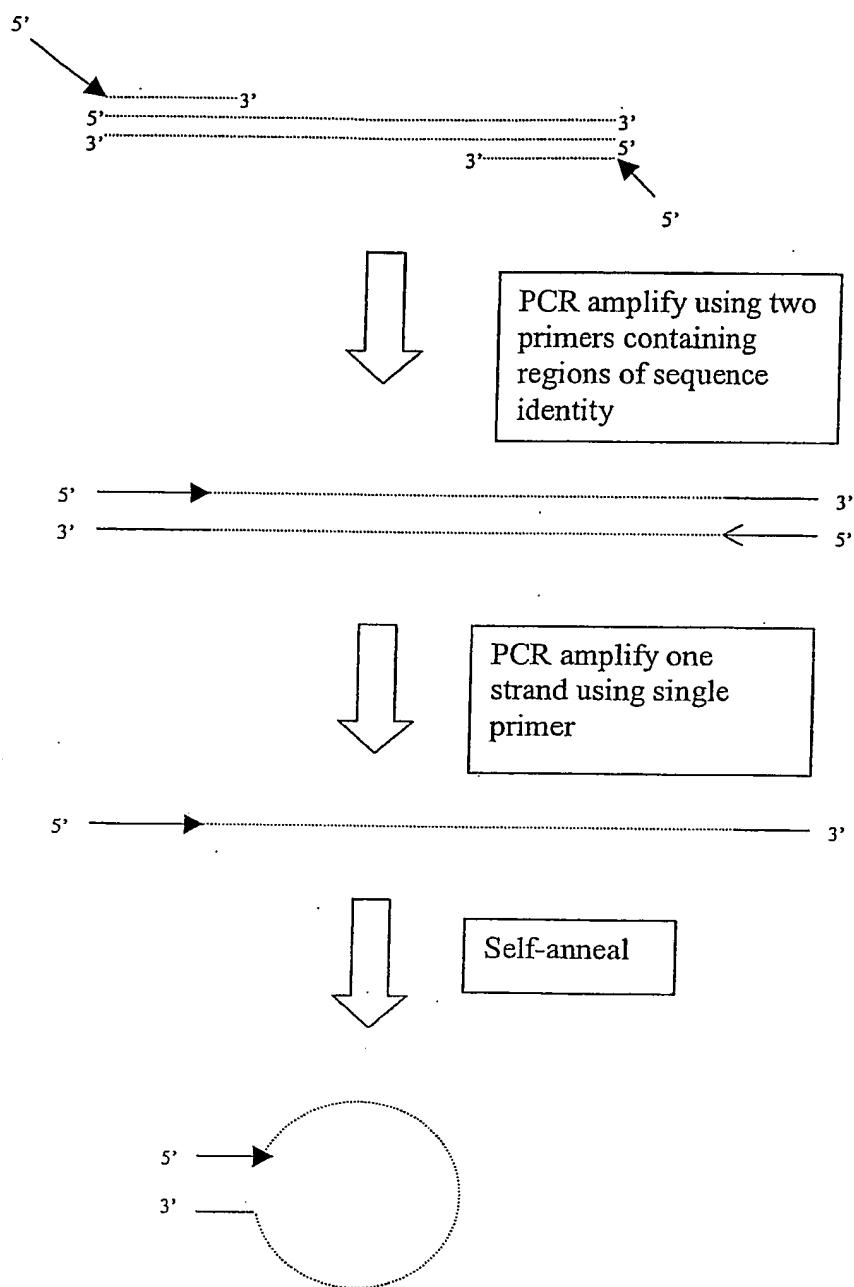 5’
3’
5’ 3’
3’ 5’
3’
5’
PCR amplify using two
primers containing
regions of sequence
identity
5’ 3’
3’ 5’
PCR amplify one
strand using single
primer
5’ 3’
Self-anneal
5’
3’